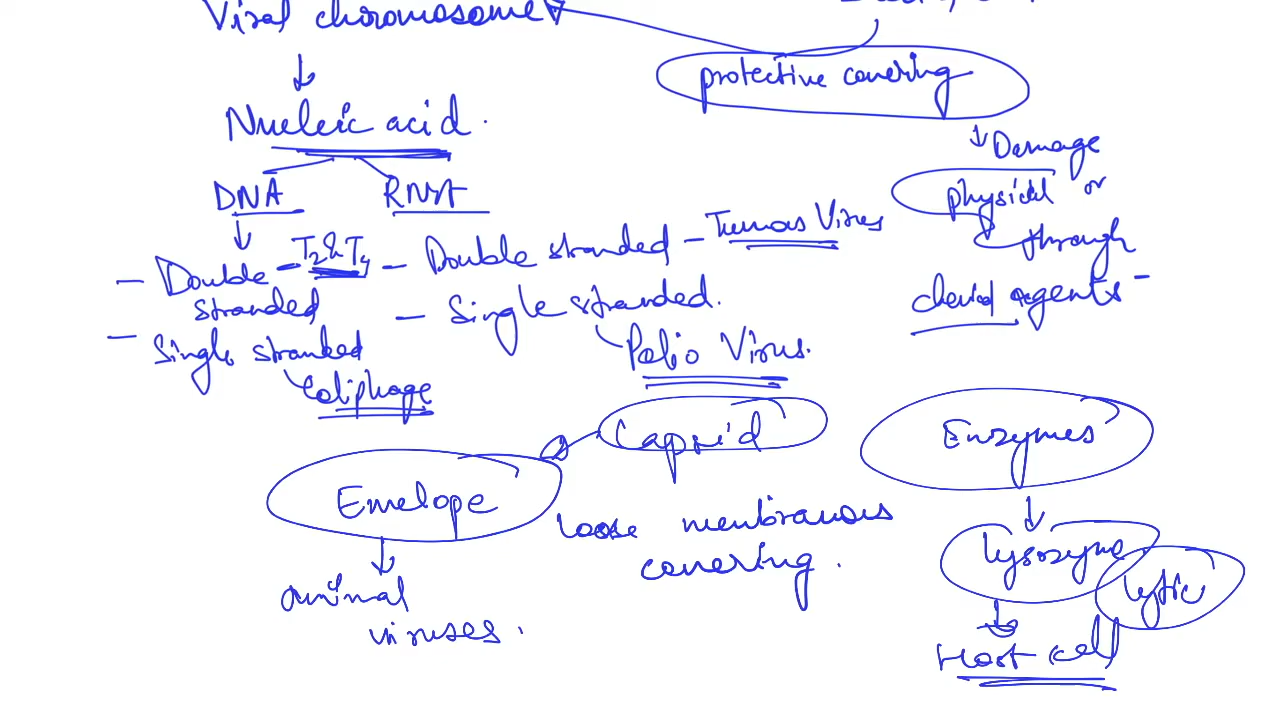 Viral chromosome
protective covering
Nucleic acid.
Damage
DNA
RNA
physical or
through
chemical agents -
- Double stranded - T2 & T4
- Single stranded
Coliphage
- Double stranded - Tumors Virus
- Single stranded.
Polio Virus.
Capsid
Enzymes
Envelope
loose membranous
covering.
lysozyme
lytic
animal
viruses.
Host cell